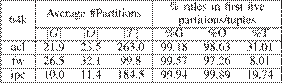 64k Average #Partitions % rules in first five partitions/tuples
|G| |O| |T| %G %O %T
acl 21.9 23.5 263.0 99.18 98.63 31.01
fw 26.5 32.1 99.8 99.57 97.26 8.01
ipc 10.0 11.4 184.5 99.94 99.89 19.74